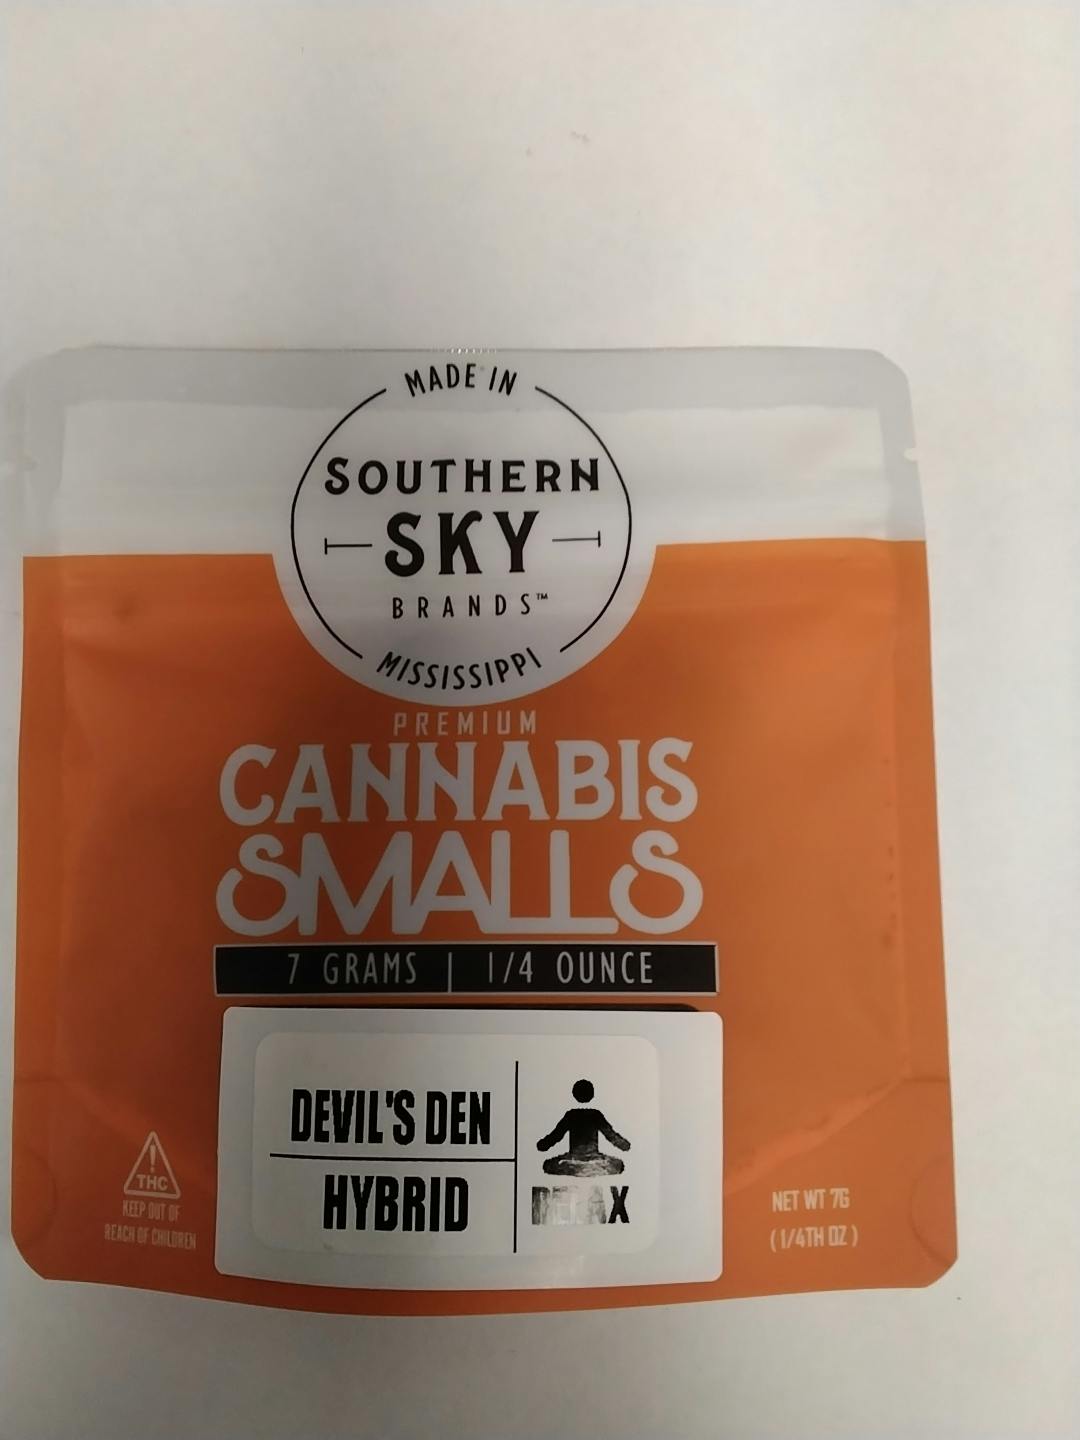 MADE IN
SOUTHERN
SKY
BRANDS™
MISSISSIPPI
PREMIUM
CANNABIS
SMALLS
7 GRAMS | 1/4 OUNCE
DEVIL'S DEN
HYBRID
RELAX
THC
KEEP OUT OF
REACH OF CHILDREN
NET WT 7G
(1/4TH OZ)